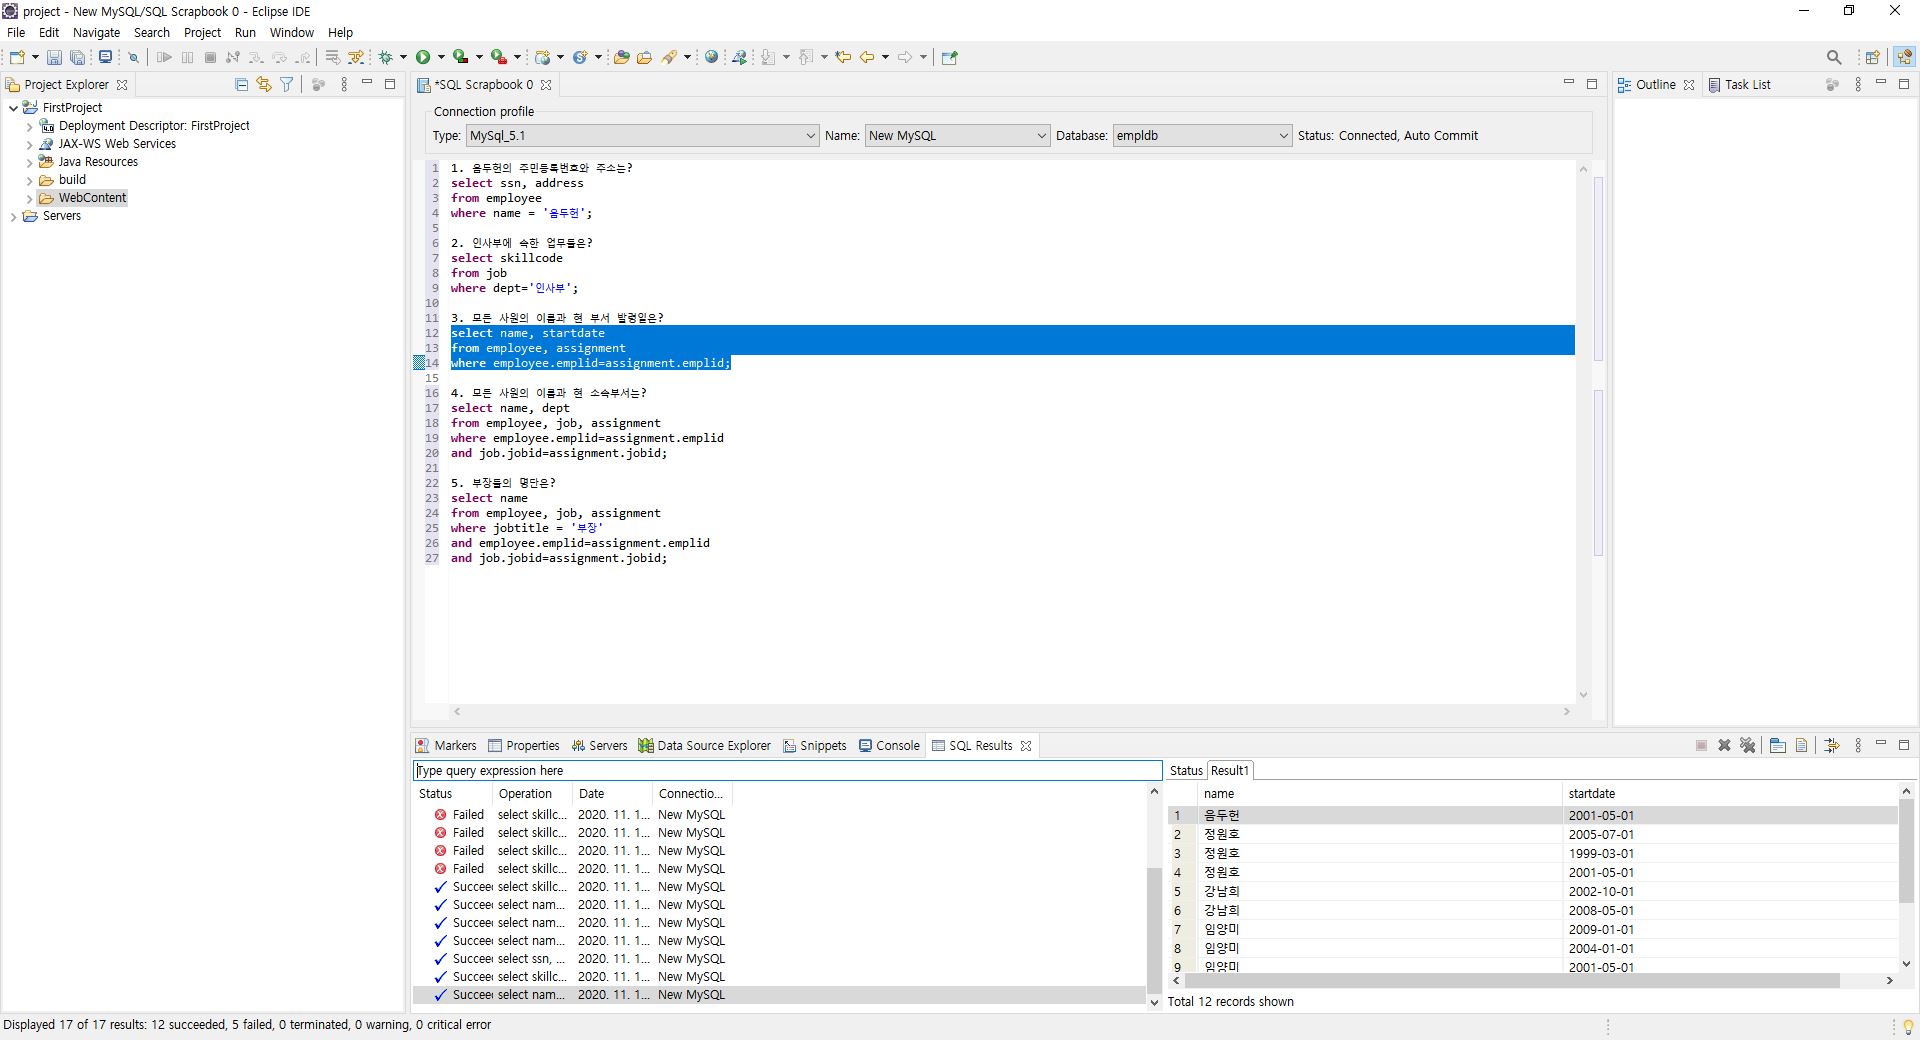 project - New MySQL/SQL Scrapbook 0 - Eclipse IDE
File Edit Navigate Search Project Run Window Help
Project Explorer
FirstProject
Deployment Descriptor: FirstProject
JAX-WS Web Services
Java Resources
build
WebContent
Servers
*SQL Scrapbook 0
Connection profile
Type: MySql_5.1 Name: New MySQL Database: empldb Status: Connected, Auto Commit
1 1. 음두헌의 주민등록번호와 주소는?
2 select ssn, address
3 from employee
4 where name = '음두헌';
5
6 2. 인사부에 속한 업무들은?
7 select skillcode
8 from job
9 where dept='인사부';
10
11 3. 모든 사원의 이름과 현 부서 발령일은?
12 select name, startdate
13 from employee, assignment
14 where employee.emplid=assignment.emplid;
15
16 4. 모든 사원의 이름과 현 소속부서는?
17 select name, dept
18 from employee, job, assignment
19 where employee.emplid=assignment.emplid
20 and job.jobid=assignment.jobid;
21
22 5. 부장들의 명단은?
23 select name
24 from employee, job, assignment
25 where jobtitle = '부장'
26 and employee.emplid=assignment.emplid
27 and job.jobid=assignment.jobid;
Outline Task List
Markers Properties Servers Data Source Explorer Snippets Console SQL Results
Type query expression here
Status Operation Date Connectio...
Failed select skillc... 2020. 11. 1... New MySQL
Failed select skillc... 2020. 11. 1... New MySQL
Failed select skillc... 2020. 11. 1... New MySQL
Failed select skillc... 2020. 11. 1... New MySQL
Succee select skillc... 2020. 11. 1... New MySQL
Succee select nam... 2020. 11. 1... New MySQL
Succee select nam... 2020. 11. 1... New MySQL
Succee select nam... 2020. 11. 1... New MySQL
Succee select ssn, ... 2020. 11. 1... New MySQL
Succee select skillc... 2020. 11. 1... New MySQL
Succee select nam... 2020. 11. 1... New MySQL
Status Result1
name startdate
1 음두헌 2001-05-01
2 정원호 2005-07-01
3 정원호 1999-03-01
4 정원호 2001-05-01
5 강남희 2002-10-01
6 강남희 2008-05-01
7 임양미 2009-01-01
8 임양미 2004-01-01
9 임양미 2001-05-01
Total 12 records shown
Displayed 17 of 17 results: 12 succeeded, 5 failed, 0 terminated, 0 warning, 0 critical error